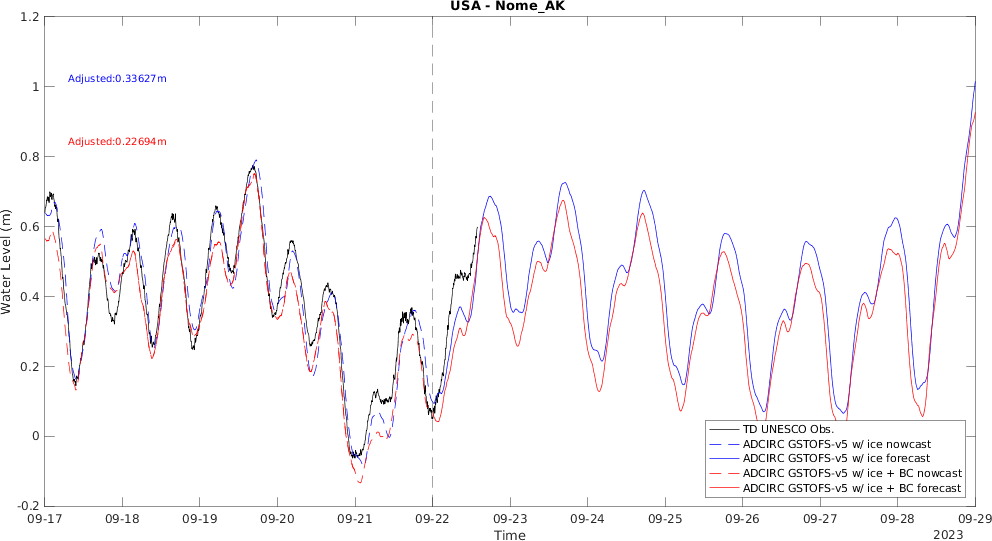 USA - Nome_AK
1.2
1
0.8
0.6
0.4
0.2
0
-0.2
Water Level (m)
Adjusted:0.33627m
Adjusted:0.22694m
TD UNESCO Obs.
ADCIRC GSTOFS-v5 w/ ice nowcast
ADCIRC GSTOFS-v5 w/ ice forecast
ADCIRC GSTOFS-v5 w/ ice + BC nowcast
ADCIRC GSTOFS-v5 w/ ice + BC forecast
09-17 09-18 09-19 09-20 09-21 09-22 09-23 09-24 09-25 09-26 09-27 09-28 09-29
Time
2023